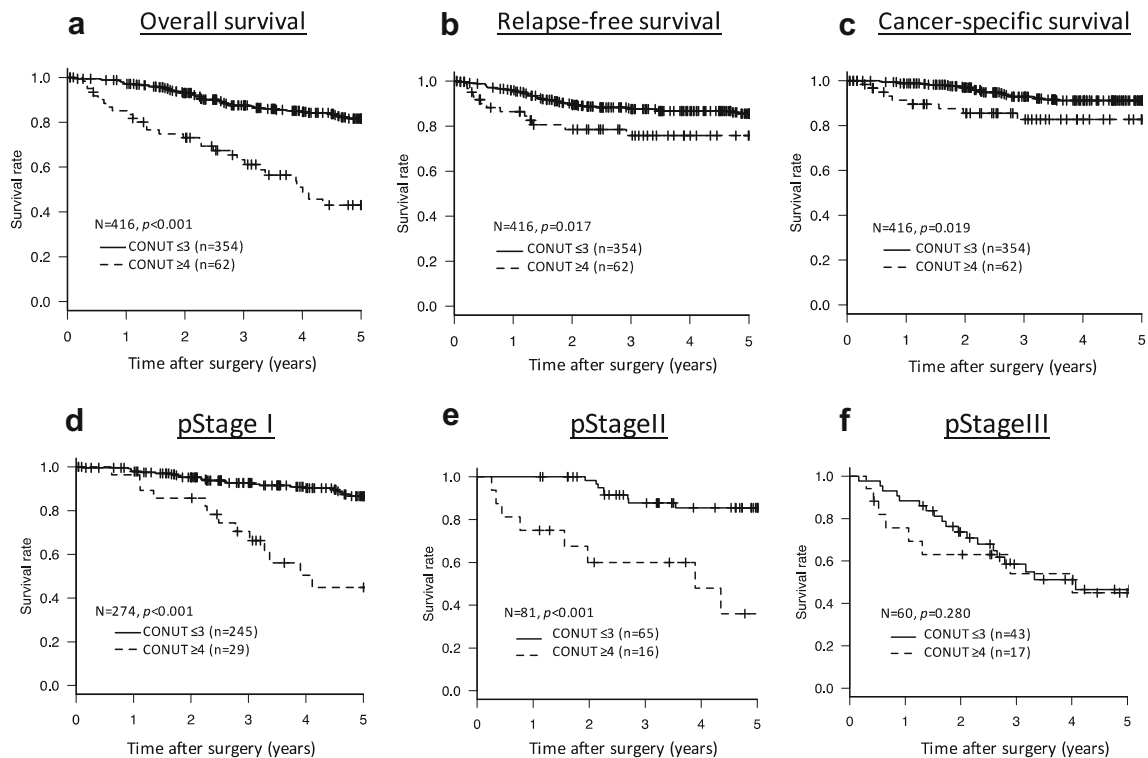 a Overall survival
Survival rate
1.0
0.8
0.6
0.4
0.2
0.0
N=416, p<0.001
CONUT ≤3 (n=354)
CONUT ≥4 (n=62)
0 1 2 3 4 5
Time after surgery (years)
b Relapse-free survival
Survival rate
1.0
0.8
0.6
0.4
0.2
0.0
N=416, p=0.017
CONUT ≤3 (n=354)
CONUT ≥4 (n=62)
0 1 2 3 4 5
Time after surgery (years)
c Cancer-specific survival
Survival rate
1.0
0.8
0.6
0.4
0.2
0.0
N=416, p=0.019
CONUT ≤3 (n=354)
CONUT ≥4 (n=62)
0 1 2 3 4 5
Time after surgery (years)
d pStage I
Survival rate
1.0
0.8
0.6
0.4
0.2
0.0
N=274, p<0.001
CONUT ≤3 (n=245)
CONUT ≥4 (n=29)
0 1 2 3 4 5
Time after surgery (years)
e pStageII
Survival rate
1.0
0.8
0.6
0.4
0.2
0.0
N=81, p<0.001
CONUT ≤3 (n=65)
CONUT ≥4 (n=16)
0 1 2 3 4 5
Time after surgery (years)
f pStageIII
Survival rate
1.0
0.8
0.6
0.4
0.2
0.0
N=60, p=0.280
CONUT ≤3 (n=43)
CONUT ≥4 (n=17)
0 1 2 3 4 5
Time after surgery (years)